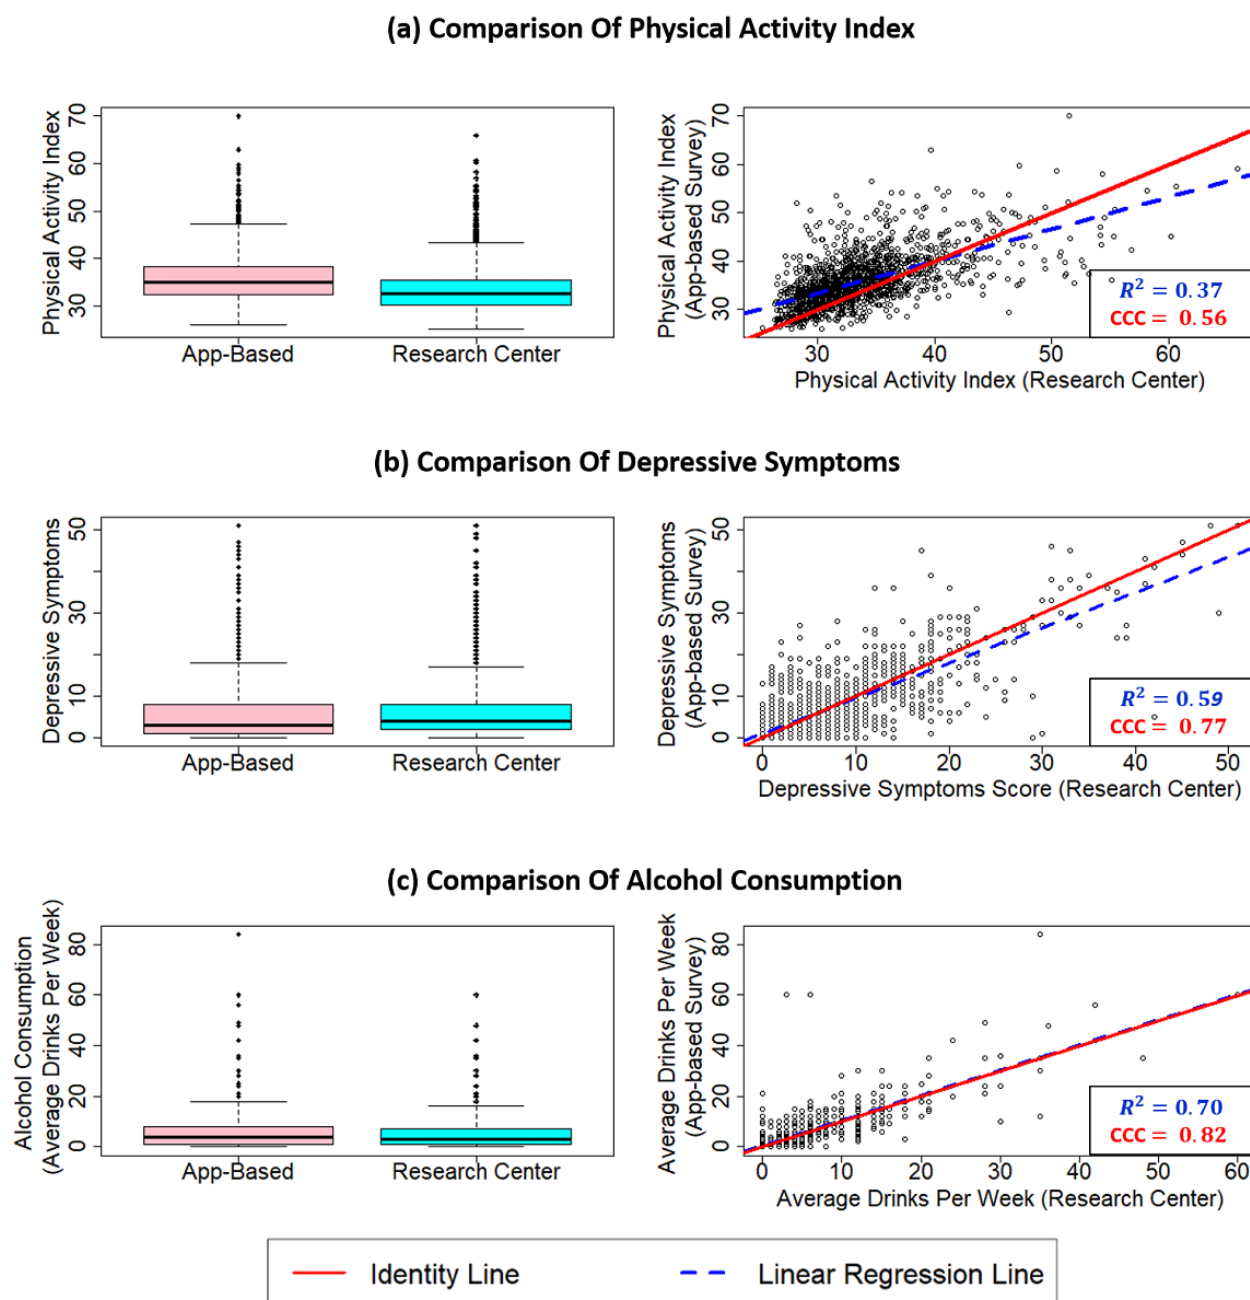 (a) Comparison Of Physical Activity Index
Physical Activity Index
70
60
50
40
30
App-Based
Research Center
Physical Activity Index
(App-based Survey)
70
60
50
40
30
R² = 0.37
CCC = 0.56
30
40
50
60
Physical Activity Index (Research Center)
(b) Comparison Of Depressive Symptoms
Depressive Symptoms
50
30
10
0
App-Based
Research Center
Depressive Symptoms
(App-based Survey)
50
30
10
0
R² = 0.59
CCC = 0.77
0
10
20
30
40
50
Depressive Symptoms Score (Research Center)
(c) Comparison Of Alcohol Consumption
Alcohol Consumption
(Average Drinks Per Week)
80
60
40
20
0
App-Based
Research Center
Average Drinks Per Week
(App-based Survey)
80
60
40
20
0
R² = 0.70
CCC = 0.82
0
10
20
30
40
50
60
Average Drinks Per Week (Research Center)
Identity Line
Linear Regression Line